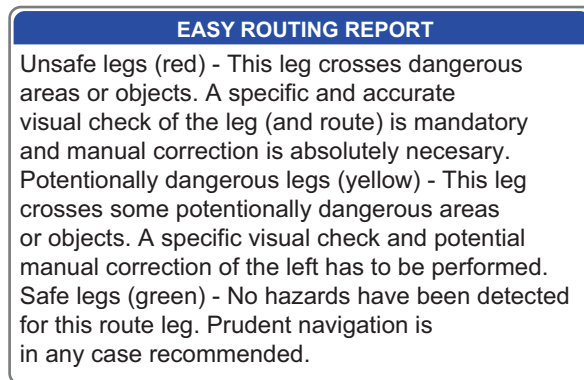 EASY ROUTING REPORT
Unsafe legs (red) - This leg crosses dangerous
areas or objects. A specific and accurate
visual check of the leg (and route) is mandatory
and manual correction is absolutely necesary.
Potentially dangerous legs (yellow) - This leg
crosses some potentially dangerous areas
or objects. A specific visual check and potential
manual correction of the left has to be performed.
Safe legs (green) - No hazards have been detected
for this route leg. Prudent navigation is
in any case recommended.